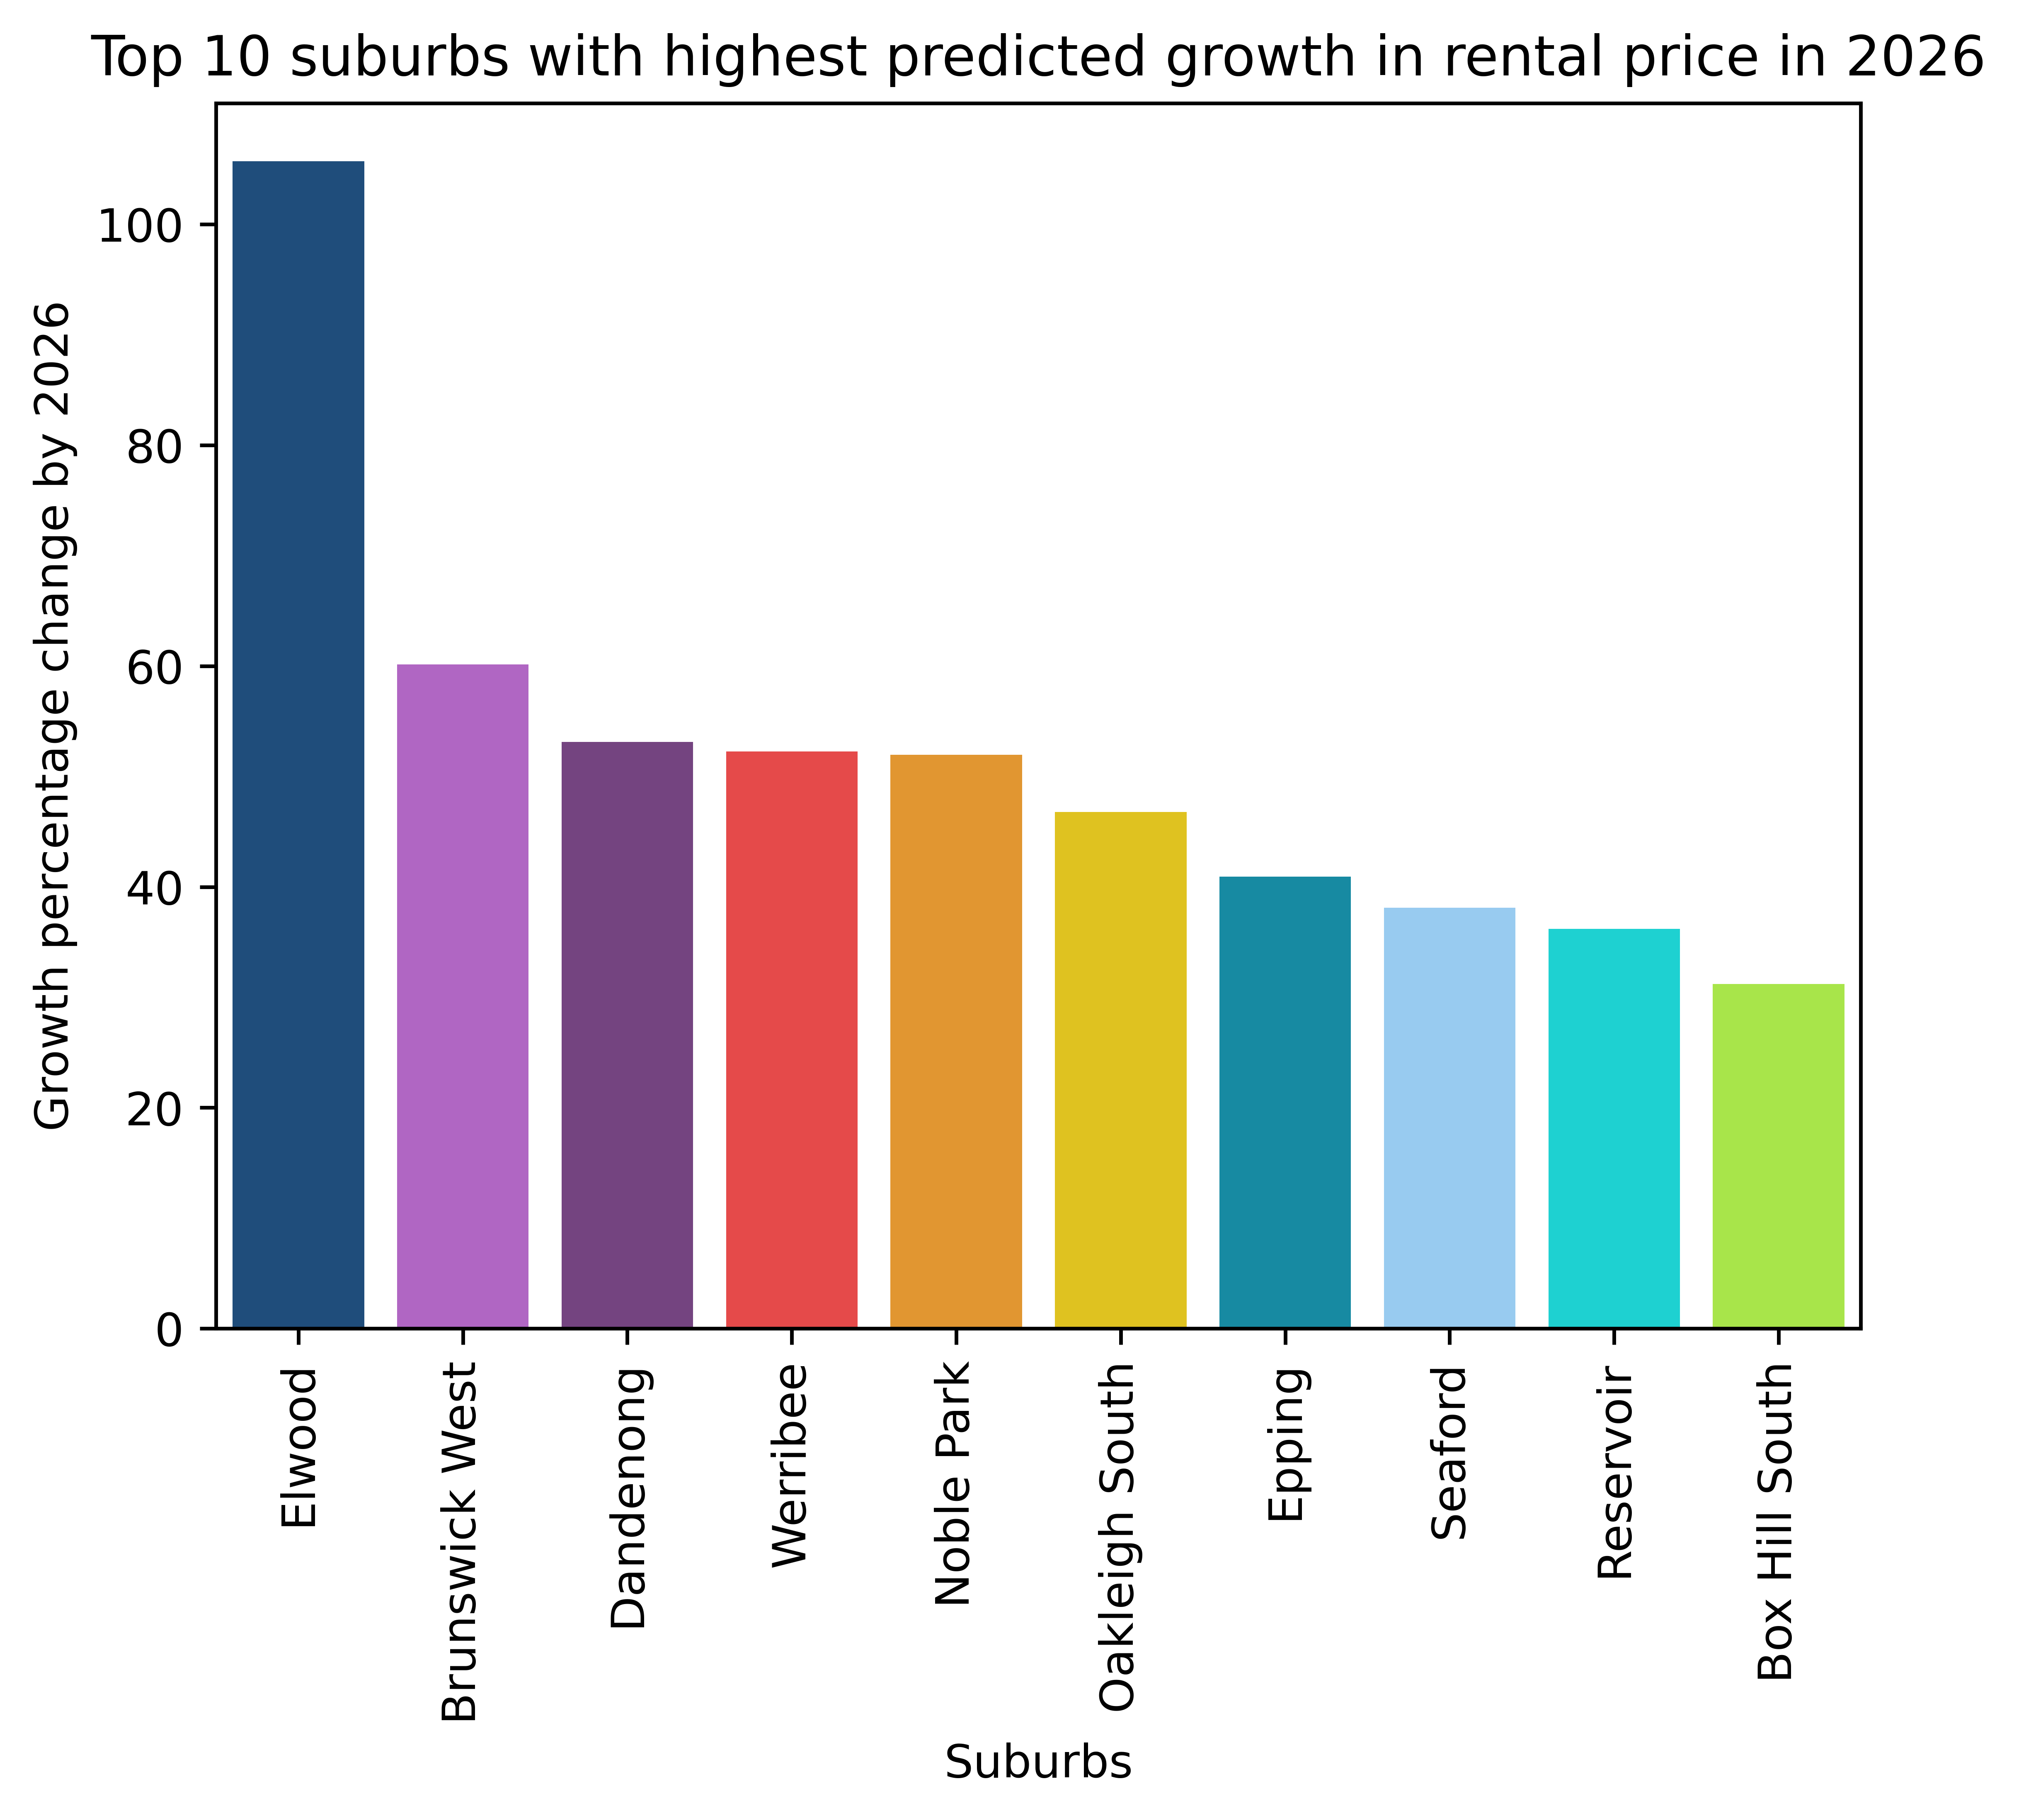 Top 10 suburbs with highest predicted growth in rental price in 2026
Growth percentage change by 2026
100
80
60
40
20
0
Elwood
Brunswick West
Dandenong
Werribee
Noble Park
Oakleigh South
Epping
Seaford
Reservoir
Box Hill South
Suburbs